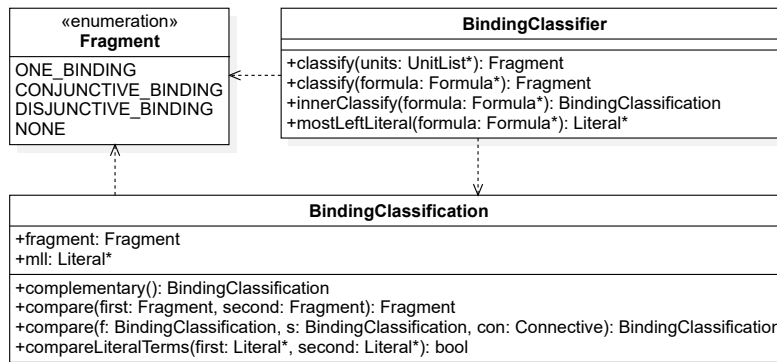 «enumeration»
Fragment
ONE_BINDING
CONJUNCTIVE_BINDING
DISJUNCTIVE_BINDING
NONE
BindingClassifier
+classify(units: UnitList*): Fragment
+classify(formula: Formula*): Fragment
+innerClassify(formula: Formula*): BindingClassification
+mostLeftLiteral(formula: Formula*): Literal*
BindingClassification
+fragment: Fragment
+mll: Literal*
+complementary(): BindingClassification
+compare(first: Fragment, second: Fragment): Fragment
+compare(f: BindingClassification, s: BindingClassification, con: Connective): BindingClassification
+compareLiteralTerms(first: Literal*, second: Literal*): bool